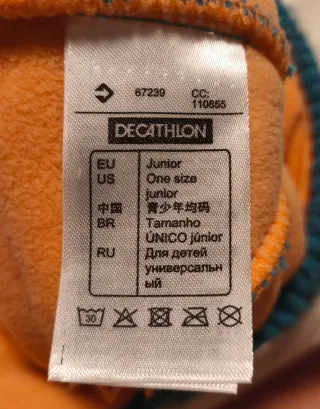 67239 CC:
110655
DECATHLON
EU Junior
US One size
junior
中国 青少年均码
BR Tamanho
ÚNICO júnior
RU Для детей
универсальн
ый
30